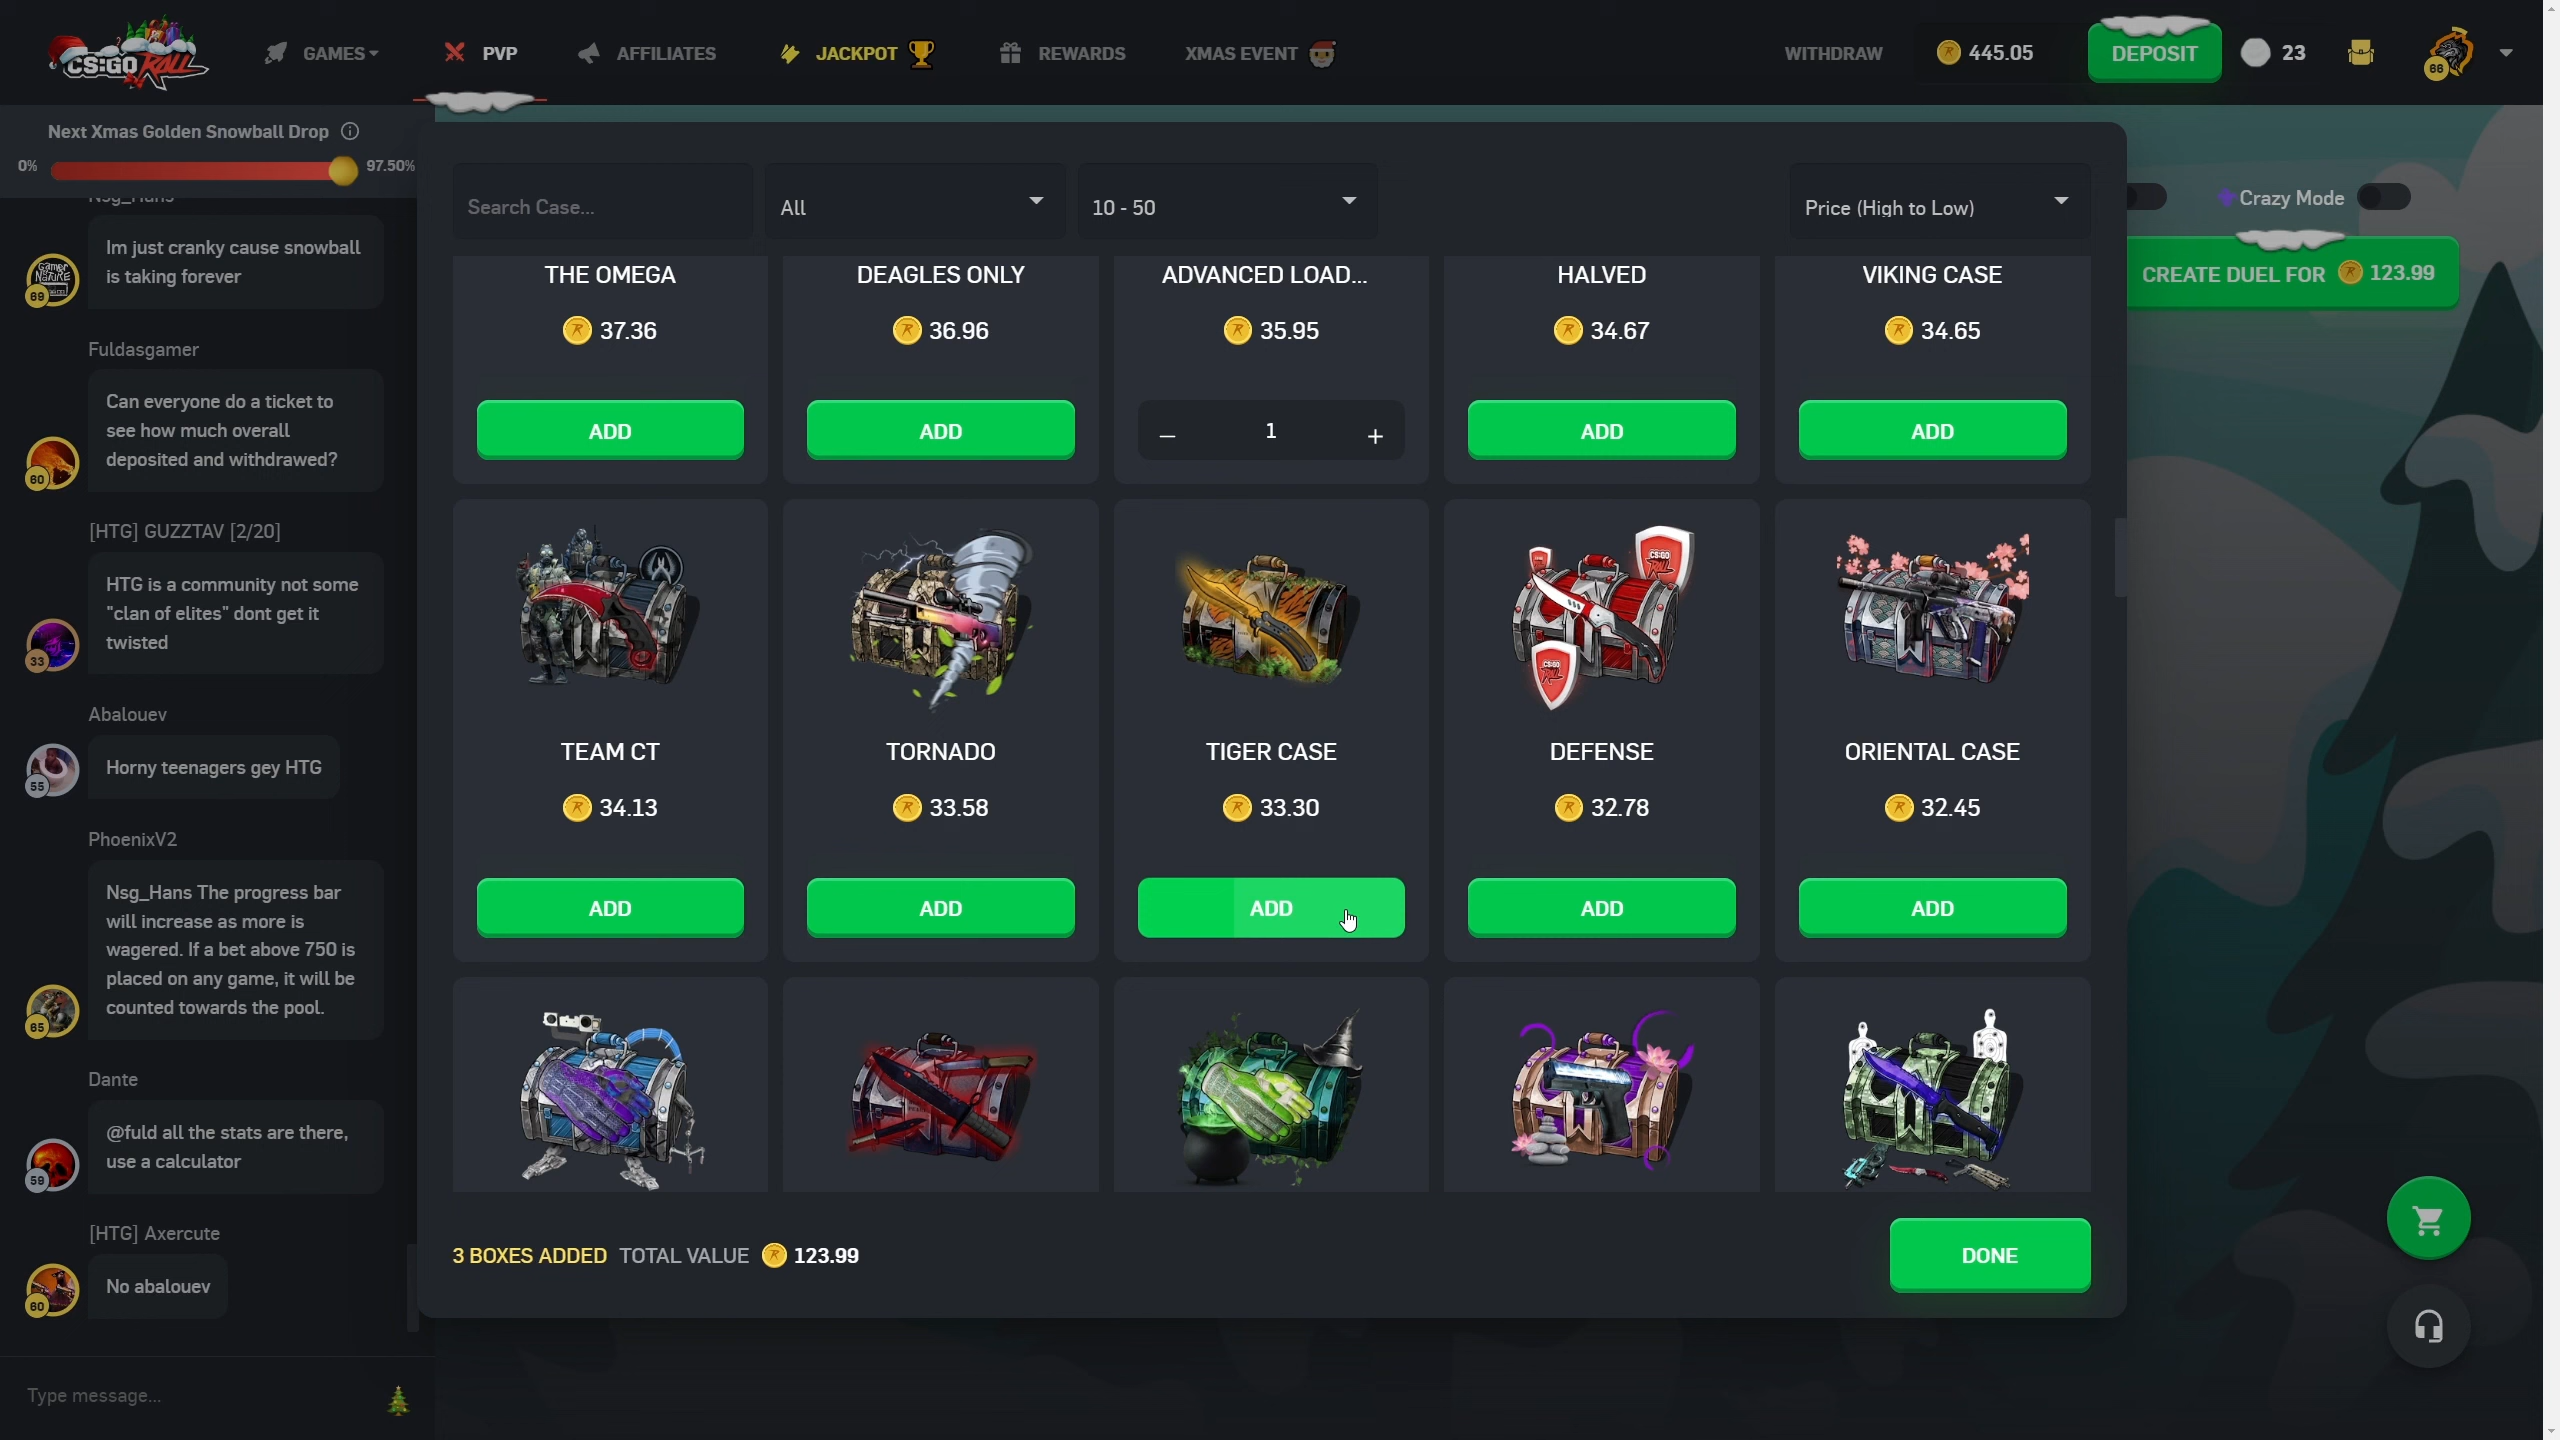 CS:GO ROLL
GAMES
PVP
AFFILIATES
JACKPOT
REWARDS
XMAS EVENT
WITHDRAW
445.05
DEPOSIT
23
66
Next Xmas Golden Snowball Drop
0%
97.50%
Nsg_Hans
Im just cranky cause snowball
is taking forever
69
Fuldasgamer
Can everyone do a ticket to
see how much overall
deposited and withdrawed?
60
[HTG] GUZZTAV [2/20]
HTG is a community not some
"clan of elites" dont get it
twisted
33
Abalouev
Horny teenagers gey HTG
55
PhoenixV2
Nsg_Hans The progress bar
will increase as more is
wagered. If a bet above 750 is
placed on any game, it will be
counted towards the pool.
65
Dante
@fuld all the stats are there,
use a calculator
59
[HTG] Axercute
No abalouev
60
Type message...
Search Case...
All
10 - 50
Price (High to Low)
Crazy Mode
CREATE DUEL FOR 123.99
THE OMEGA
37.36
ADD
DEAGLES ONLY
36.96
ADD
ADVANCED LOAD...
35.95
– 1 +
HALVED
34.67
ADD
VIKING CASE
34.65
ADD
TEAM CT
34.13
ADD
TORNADO
33.58
ADD
TIGER CASE
33.30
ADD
DEFENSE
32.78
ADD
ORIENTAL CASE
32.45
ADD
3 BOXES ADDED TOTAL VALUE 123.99
DONE